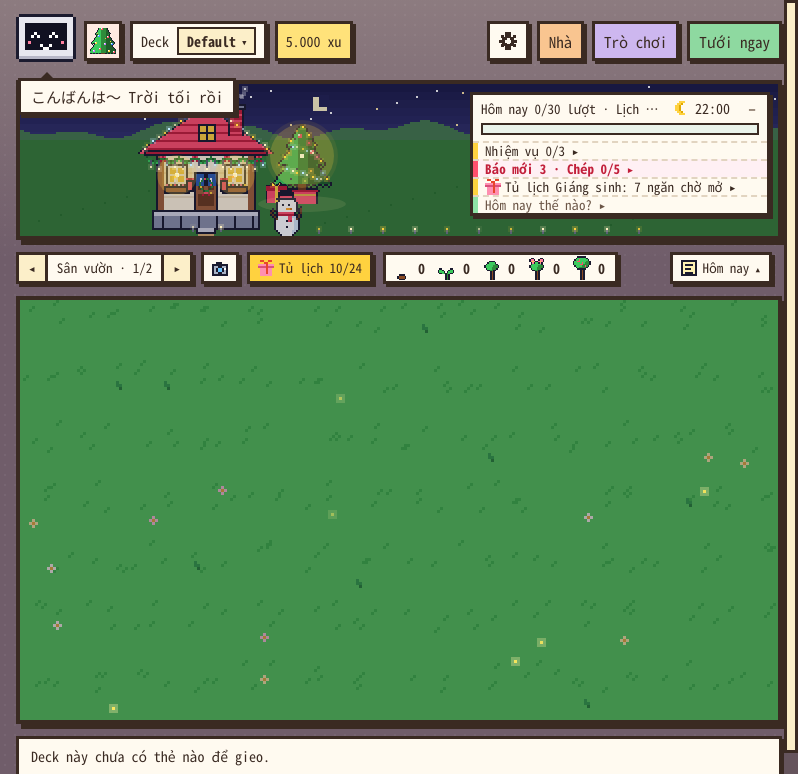 Deck Default ▾
5.000 xu
Nhà
Trò chơi
Tưới ngay
こんばんは〜 Trời tối rồi
Hôm nay 0/30 lượt · Lịch ···
22:00
−
Nhiệm vụ 0/3 ▸
Báo mới 3 · Chép 0/5 ▸
Tủ lịch Giáng sinh: 7 ngăn chờ mở ▸
Hôm nay thế nào? ▸
◂ Sân vườn · 1/2 ▸
Tủ lịch 10/24
0 0 0 0 0
Hôm nay ▴
Deck này chưa có thẻ nào để gieo.